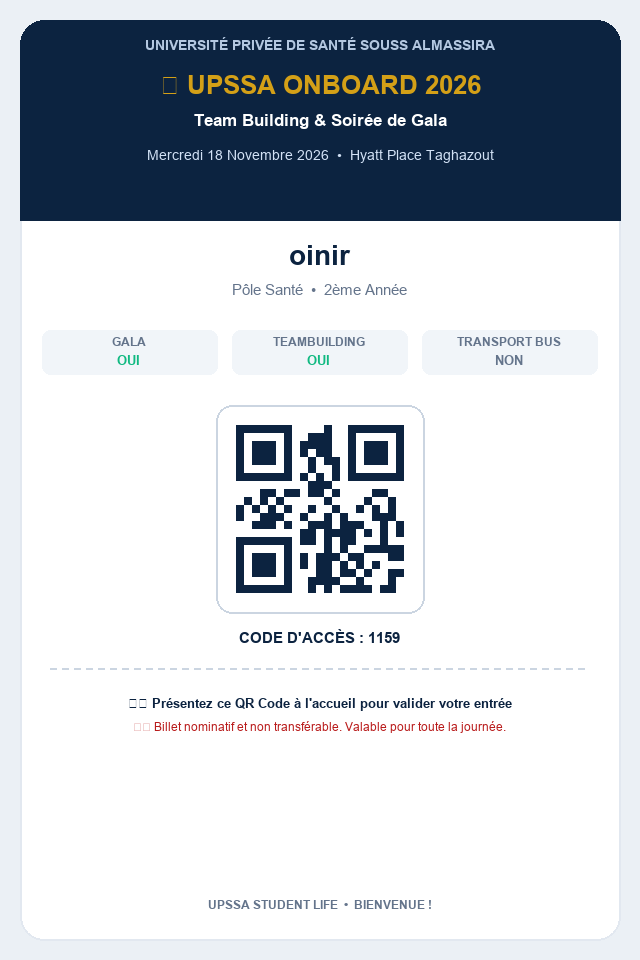 UNIVERSITÉ PRIVÉE DE SANTÉ SOUSS ALMASSIRA
UPSSA ONBOARD 2026
Team Building & Soirée de Gala
Mercredi 18 Novembre 2026 • Hyatt Place Taghazout
oinir
Pôle Santé • 2ème Année
GALA
OUI
TEAMBUILDING
OUI
TRANSPORT BUS
NON
CODE D'ACCÈS : 1159
Présentez ce QR Code à l'accueil pour valider votre entrée
Billet nominatif et non transférable. Valable pour toute la journée.
UPSSA STUDENT LIFE • BIENVENUE !